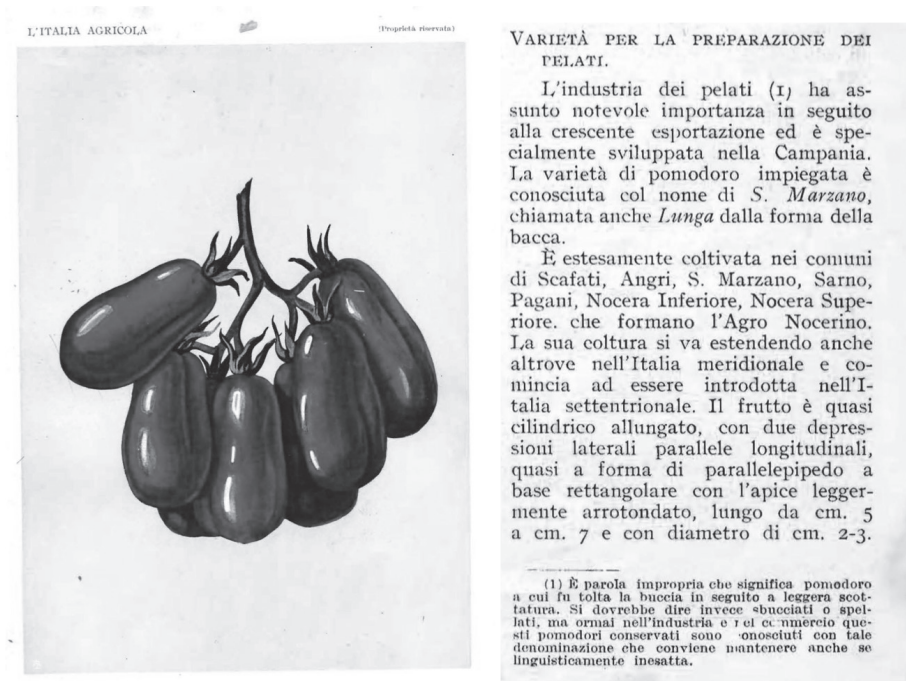 L'ITALIA AGRICOLA
(Proprietà riservata)
VARIETÀ PER LA PREPARAZIONE DEI
PELATI.
L'industria dei pelati (1) ha as-
sunto notevole importanza in seguito
alla crescente esportazione ed è spe-
cialmente sviluppata nella Campania.
La varietà di pomodoro impiegata è
conosciuta col nome di S. Marzano,
chiamata anche Lunga dalla forma della
bacca.
È estesamente coltivata nei comuni
di Scafati, Angri, S. Marzano, Sarno,
Pagani, Nocera Inferiore, Nocera Supe-
riore. che formano l'Agro Nocerino.
La sua coltura si va estendendo anche
altrove nell'Italia meridionale e co-
mincia ad essere introdotta nell'I-
talia settentrionale. Il frutto è quasi
cilindrico allungato, con due depres-
sioni laterali parallele longitudinali,
quasi a forma di parallelepipedo a
base rettangolare con l'apice legger-
mente arrotondato, lungo da cm. 5
a cm. 7 e con diametro di cm. 2-3.
(1) È parola impropria che significa pomodoro
a cui fu tolta la buccia in seguito a leggera scot-
tatura. Si dovrebbe dire invece sbucciati o spel-
lati, ma ormai nell'industria e nel commercio que-
sti pomodori conservati sono conosciuti con tale
denominazione che conviene mantenere anche se
linguisticamente inesatta.